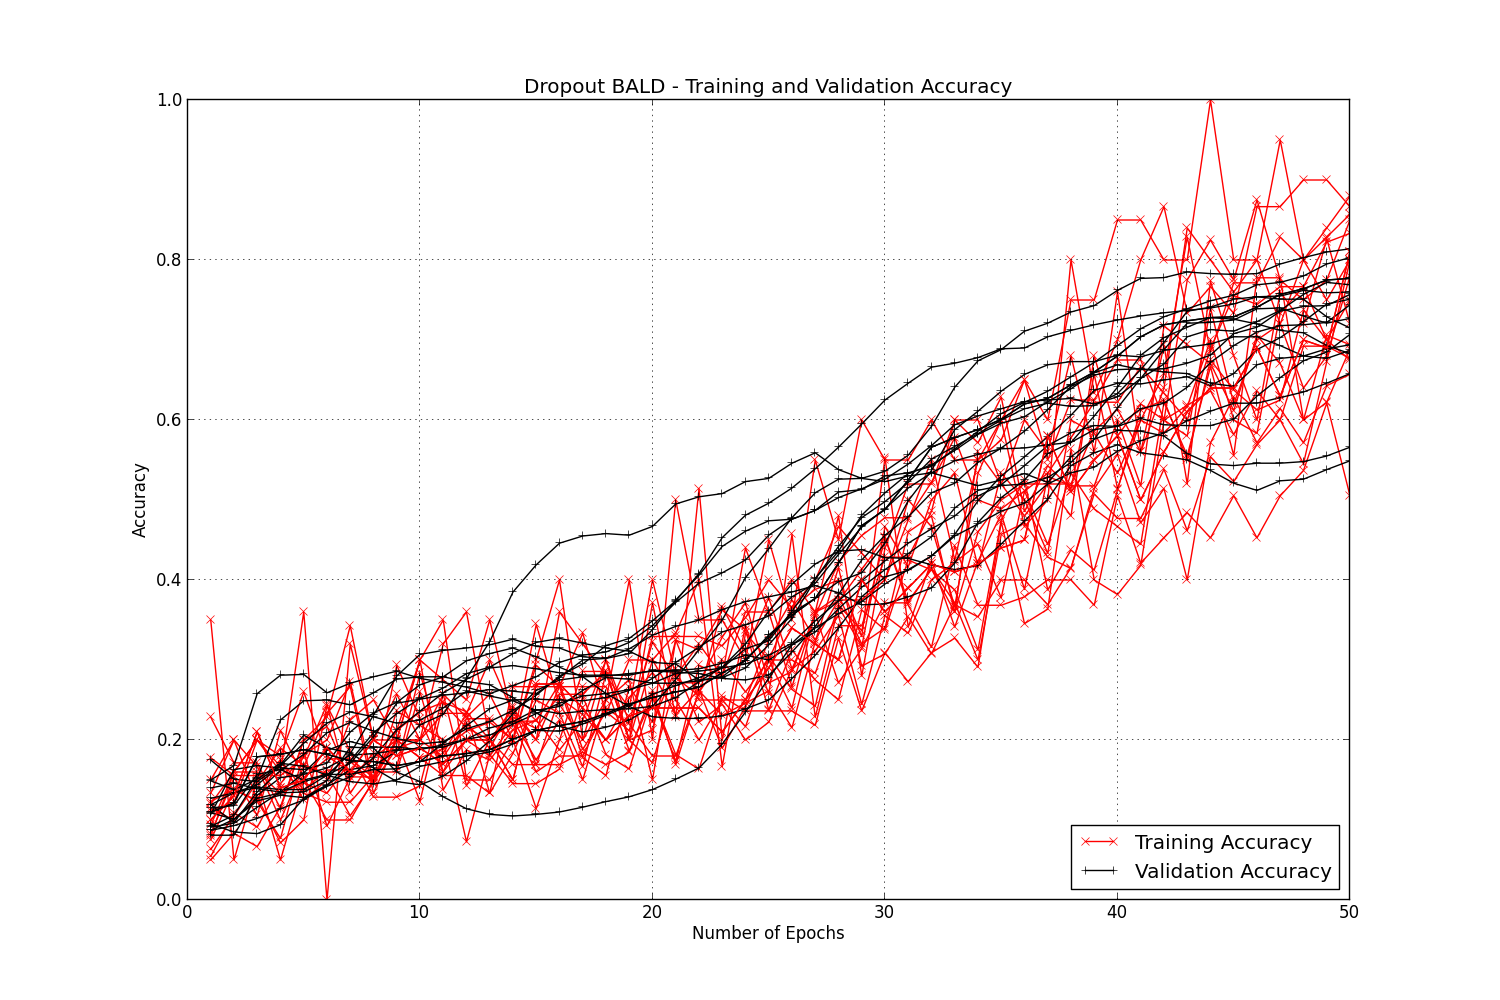 Dropout BALD - Training and Validation Accuracy
1.0
0.8
0.6
0.4
0.2
0.0
Accuracy
0 10 20 30 40 50
Number of Epochs
Training Accuracy
Validation Accuracy